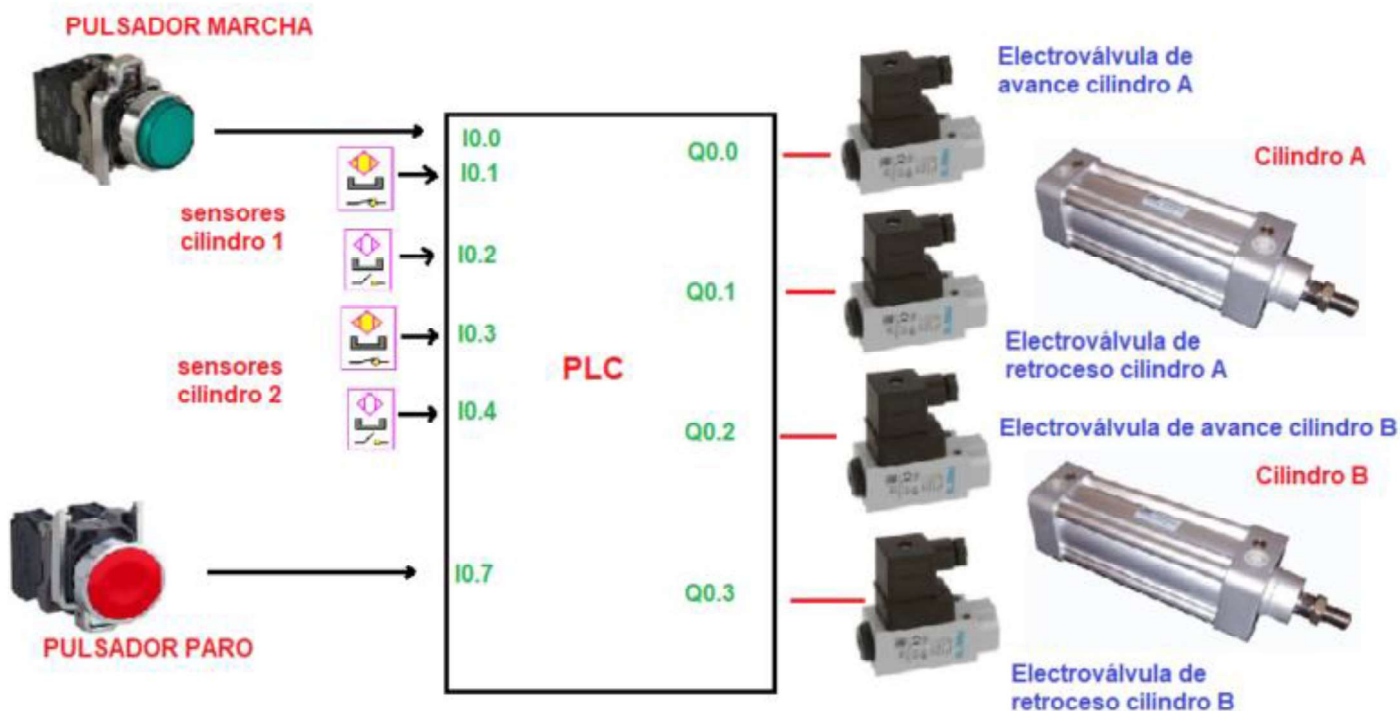 PULSADOR MARCHA
Electroválvula de
avance cilindro A
I0.0
Q0.0
Cilindro A
I0.1
sensores
cilindro 1
I0.2
Q0.1
I0.3
Electroválvula de
retroceso cilindro A
PLC
sensores
cilindro 2
I0.4
Q0.2
Electroválvula de avance cilindro B
Cilindro B
I0.7
Q0.3
PULSADOR PARO
Electroválvula de
retroceso cilindro B